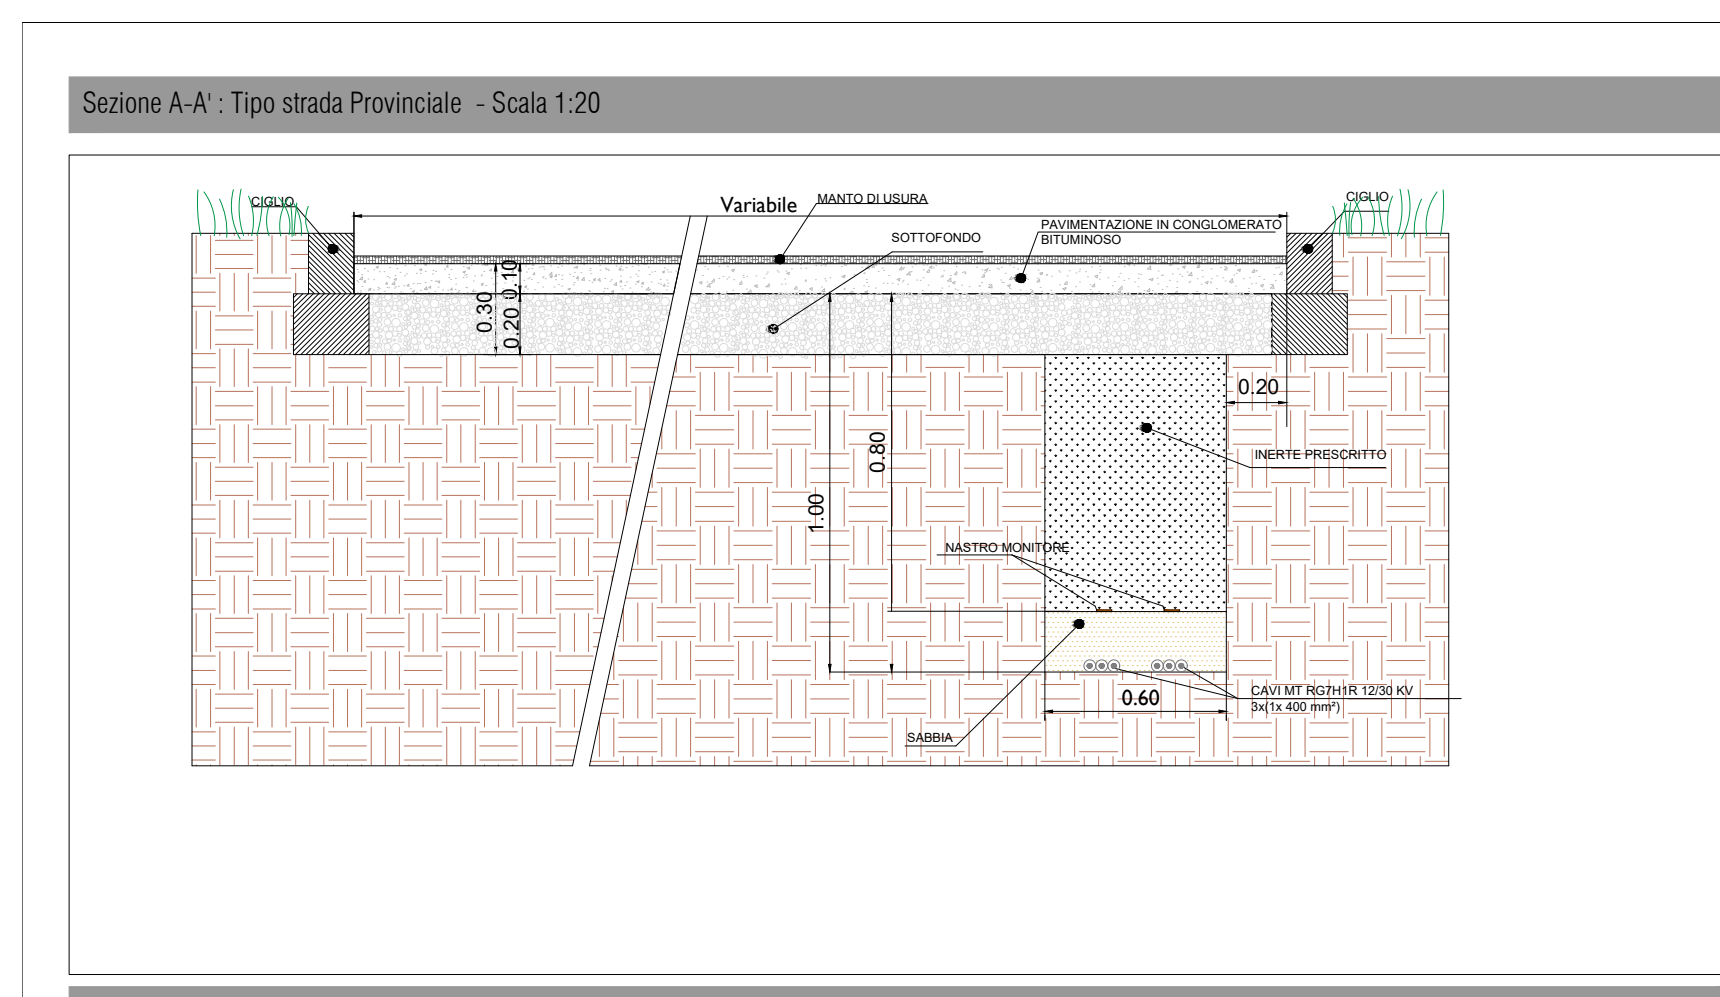 Sezione A-A' : Tipo strada Provinciale - Scala 1:20
CIGLIO
Variabile
MANTO DI USURA
CIGLIO
PAVIMENTAZIONE IN CONGLOMERATO
BITUMINOSO
SOTTOFONDO
0.10
0.30
0.20
0.20
0.80
1.00
INERTE PRESCRITTO
NASTRO MONITORE
CAVI MT RG7H1R 12/30 KV
3x(1x 400 mm²)
0.60
SABBIA